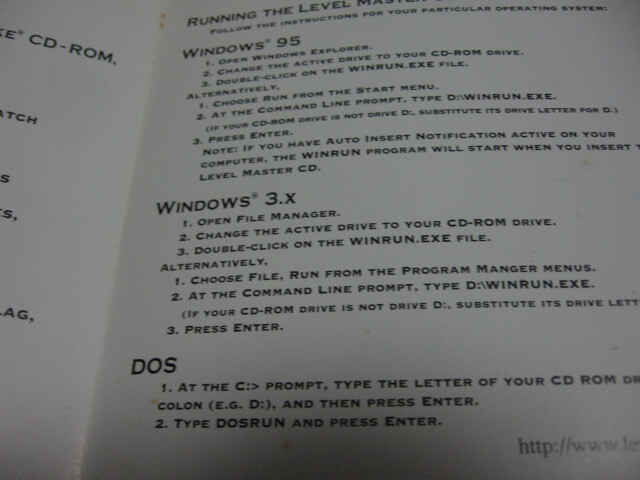 KE® CD-ROM,
ATCH
S
KS,
LAG,
RUNNING THE LEVEL MASTER
FOLLOW THE INSTRUCTIONS FOR YOUR PARTICULAR OPERATING SYSTEM:
WINDOWS® 95
1. OPEN WINDOWS EXPLORER.
2. CHANGE THE ACTIVE DRIVE TO YOUR CD-ROM DRIVE.
3. DOUBLE-CLICK ON THE WINRUN.EXE FILE.
ALTERNATIVELY,
1. CHOOSE RUN FROM THE START MENU.
2. AT THE COMMAND LINE PROMPT, TYPE D:\WINRUN.EXE.
(IF YOUR CD-ROM DRIVE IS NOT DRIVE D:, SUBSTITUTE ITS DRIVE LETTER FOR D.)
3. PRESS ENTER.
NOTE: IF YOU HAVE AUTO INSERT NOTIFICATION ACTIVE ON YOUR
COMPUTER, THE WINRUN PROGRAM WILL START WHEN YOU INSERT T
LEVEL MASTER CD.
WINDOWS® 3.X
1. OPEN FILE MANAGER.
2. CHANGE THE ACTIVE DRIVE TO YOUR CD-ROM DRIVE.
3. DOUBLE-CLICK ON THE WINRUN.EXE FILE.
ALTERNATIVELY,
1. CHOOSE FILE, RUN FROM THE PROGRAM MANGER MENUS.
2. AT THE COMMAND LINE PROMPT, TYPE D:\WINRUN.EXE.
(IF YOUR CD-ROM DRIVE IS NOT DRIVE D:, SUBSTITUTE ITS DRIVE LETT
3. PRESS ENTER.
DOS
1. AT THE C:> PROMPT, TYPE THE LETTER OF YOUR CD ROM DR
COLON (E.G. D:), AND THEN PRESS ENTER.
2. TYPE DOSRUN AND PRESS ENTER.
http://www.le